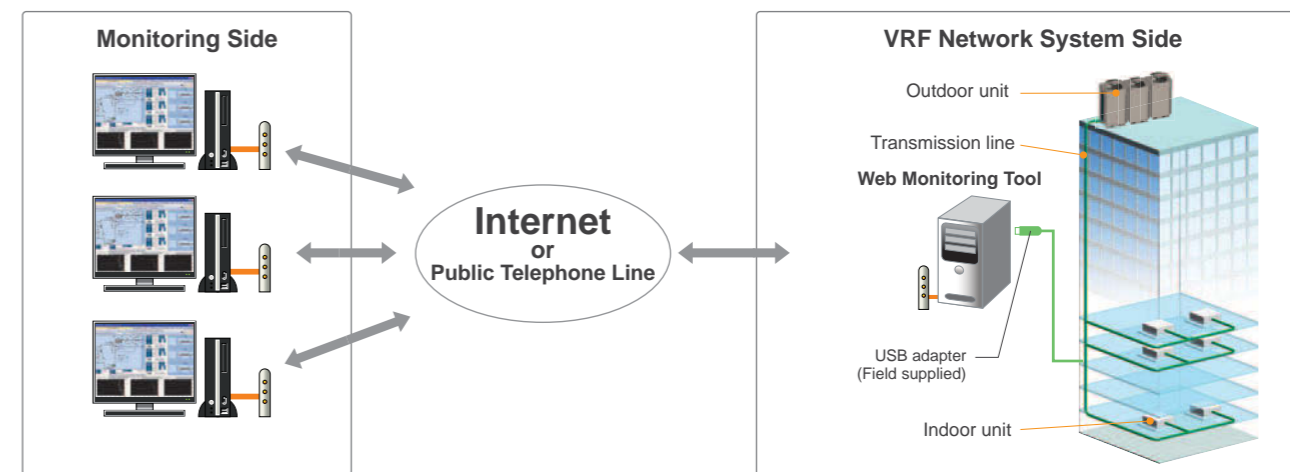 Monitoring Side
Internet
or
Public Telephone Line
VRF Network System Side
Outdoor unit
Transmission line
Web Monitoring Tool
USB adapter
(Field supplied)
Indoor unit